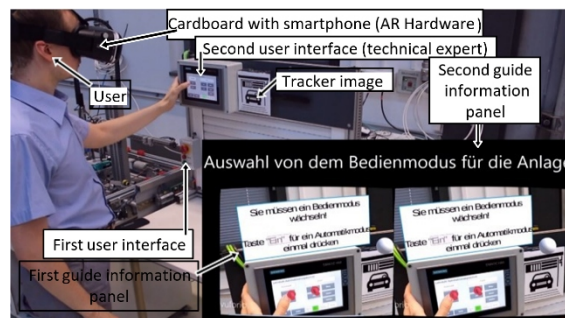 Cardboard with smartphone (AR Hardware)
Second user interface (technical expert)
User
Tracker image
Second guide
information
panel
Auswahl von dem Bedienmodus für die Anlage
Sie müssen ein Bedienmodus
wächseln!
Taste "Ein" für ein Automatikmodus
einmal drücken
Sie müssen ein Bedienmodus
wächseln!
Taste "Ein" für ein Automatikmodus
einmal drücken
First user interface
First guide information
panel